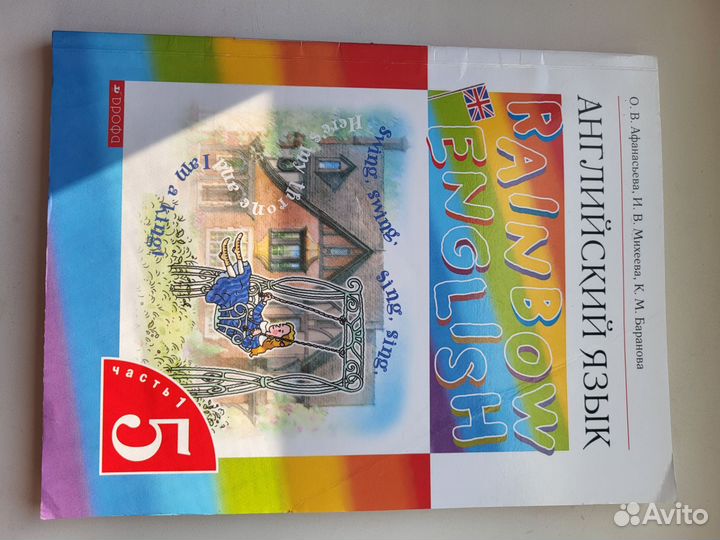 О. В. Афанасьева, И. В. Михеева, К. М. Баранова
АНГЛИЙСКИЙ ЯЗЫК
RAINBOW
ENGLISH
swing, swing, sing, sing
Here's my throne and I am a king!
ЧАСТЬ 1
5
ДРОФА
Avito